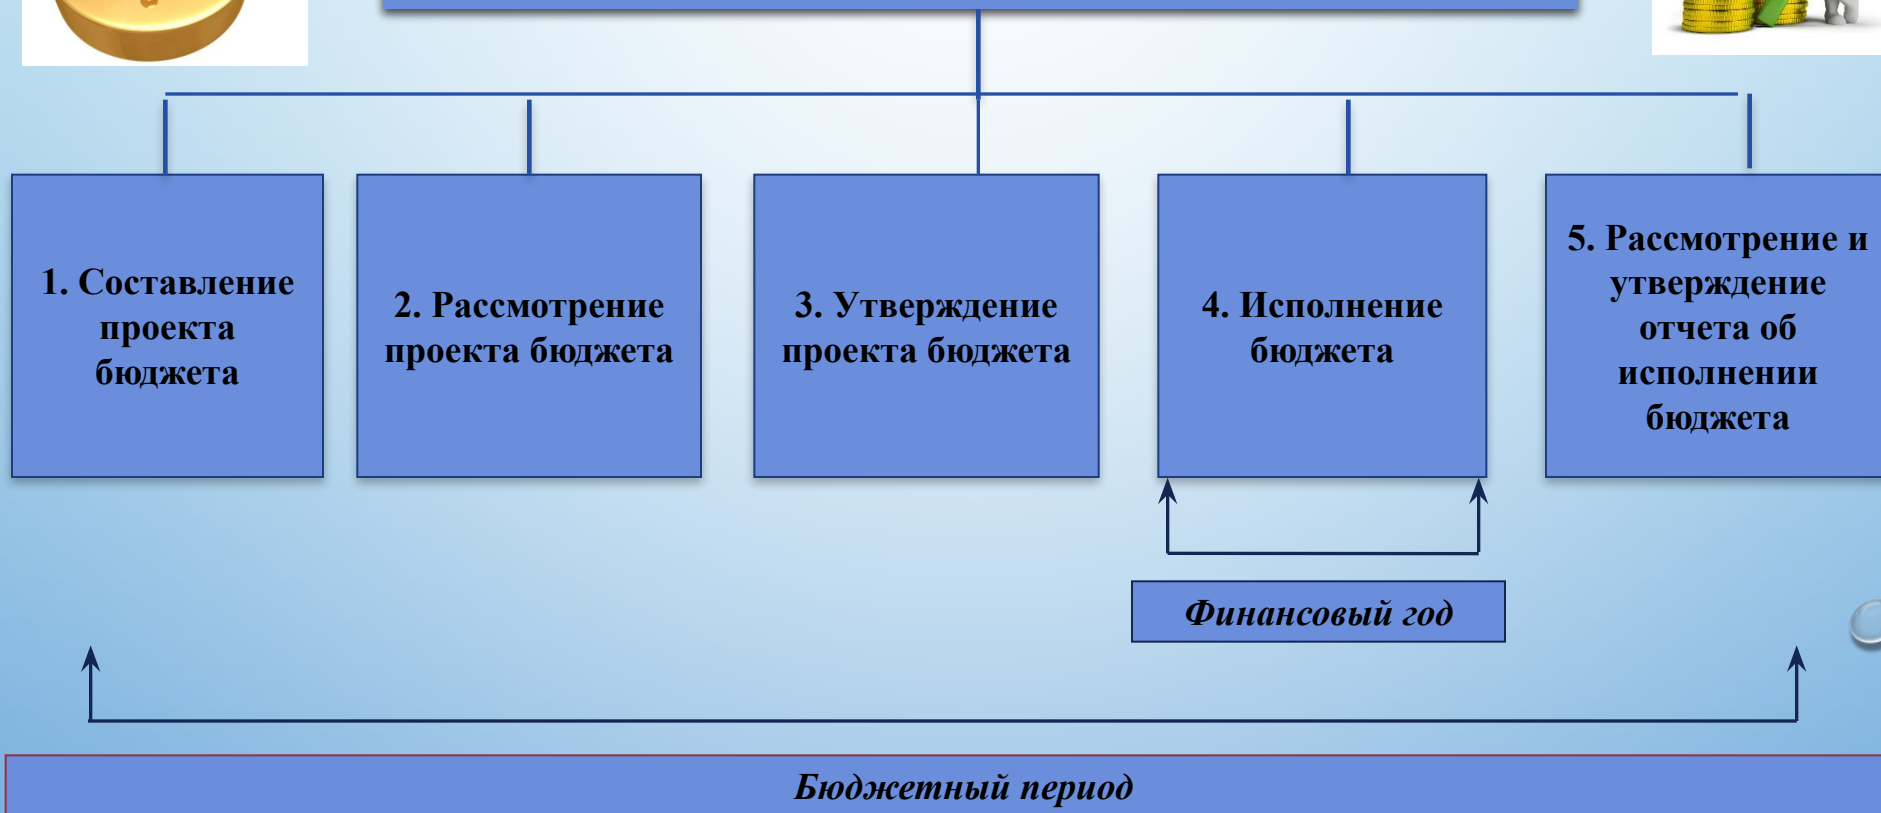 1. Составление
проекта
бюджета
2. Рассмотрение
проекта бюджета
3. Утверждение
проекта бюджета
4. Исполнение
бюджета
5. Рассмотрение и
утверждение
отчета об
исполнении
бюджета
Финансовый год
Бюджетный период